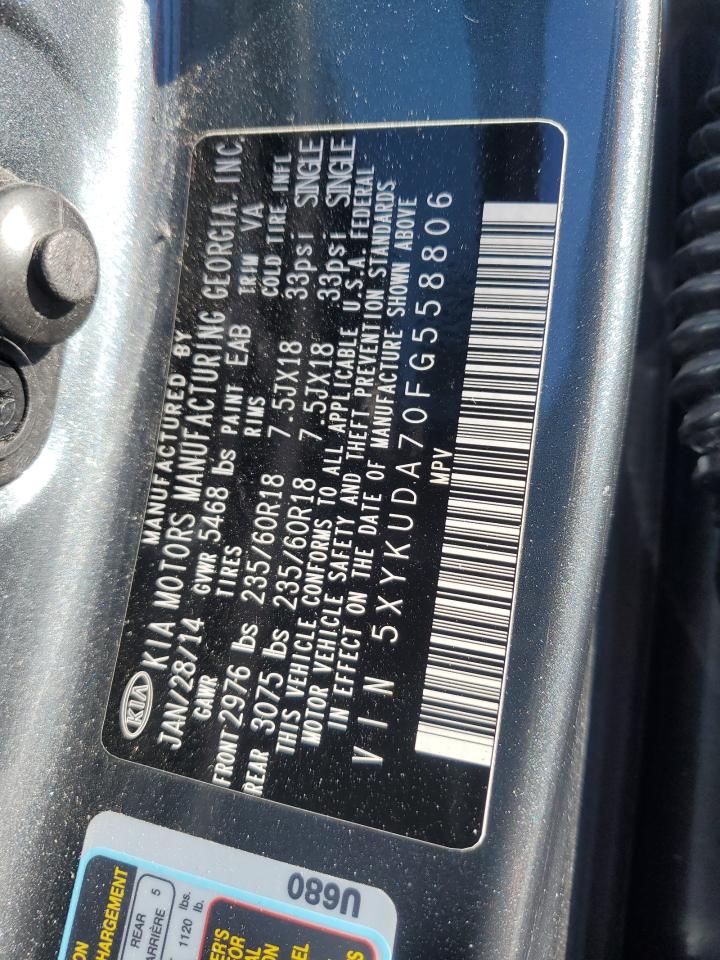 MANUFACTURED BY
KIA KIA MOTORS MANUFACTURING GEORGIA. INC.
JAN/28/14 GVWR 5468 lbs PAINT EAB TRIM VA
GAWR TIRES RIMS COLD TIRE INFL
FRONT 2976 lbs 235/60R18 7.5JX18 33psi SINGLE
REAR 3075 lbs 235/60R18 7.5JX18 33psi SINGLE
THIS VEHICLE CONFORMS TO ALL APPLICABLE U.S.A. FEDERAL
MOTOR VEHICLE SAFETY AND THEFT PREVENTION STANDARDS
IN EFFECT ON THE DATE OF MANUFACTURE SHOWN ABOVE
VIN 5XYKUDA70FG558806
MPV
U680
CHARGEMENT
REAR 5
ARRIÈRE
1120 lb.
lbs.